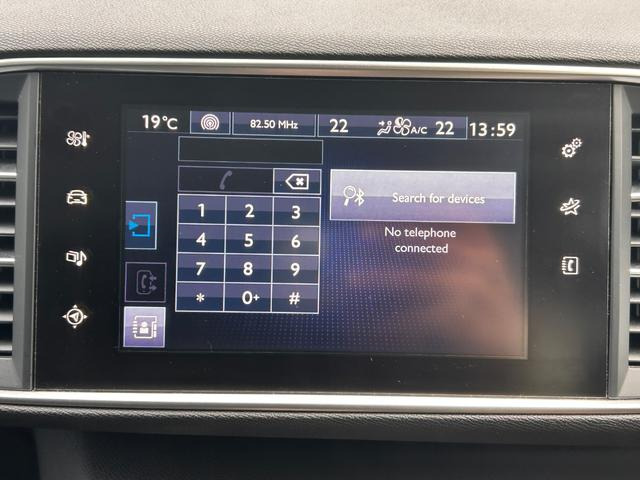 19°C 82.50 MHz 22 A/C 22 13:59
Search for devices
No telephone
connected
1 2 3
4 5 6
7 8 9
* 0+ #